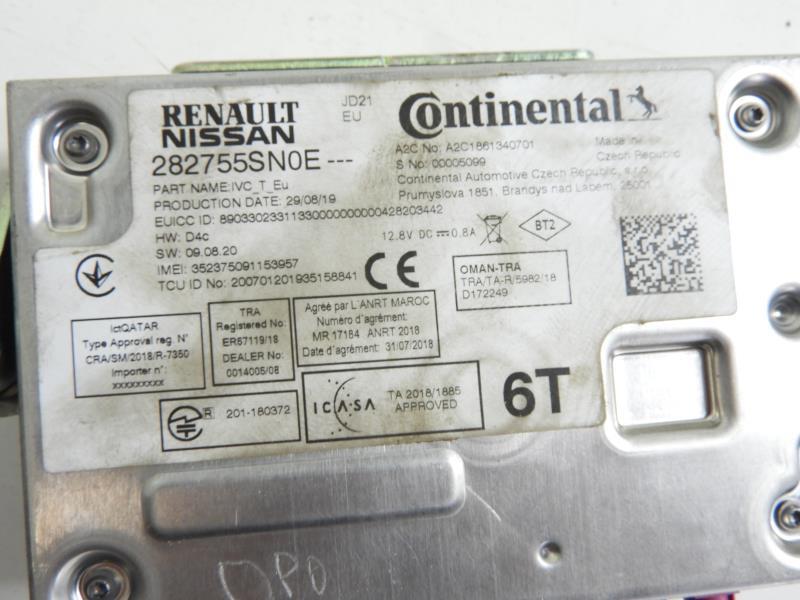 RENAULT
NISSAN
JD21
EU
Continental
282755SN0E ---
A2C No: A2C1861340701
S No: 00005099
Made in
Czech Republic
Continental Automotive Czech Republic, s.r.o.
Prumyslova 1851, Brandys nad Labem, 25001
PART NAME:IVC_T_Eu
PRODUCTION DATE: 29/08/19
EUICC ID: 89033023311330000000000428203442
HW: D4c
SW: 09.08.20
IMEI: 352375091153957
TCU ID No: 200701201935158841
12.8V DC 0.8A
BT2
CE
OMAN-TRA
TRA/TA-R/5982/18
D172249
ictQATAR
Type Approval reg. N°
CRA/SM/2018/R-7350
Importer n°:
xxxxxxxxx
TRA
Registered No:
ER67119/18
DEALER No:
0014005/08
Agréé par L'ANRT MAROC
Numéro d'agrément:
MR 17184 ANRT 2018
Date d'agrément: 31/07/2018
R 201-180372
ICASA
TA 2018/1885
APPROVED
6T
OPO